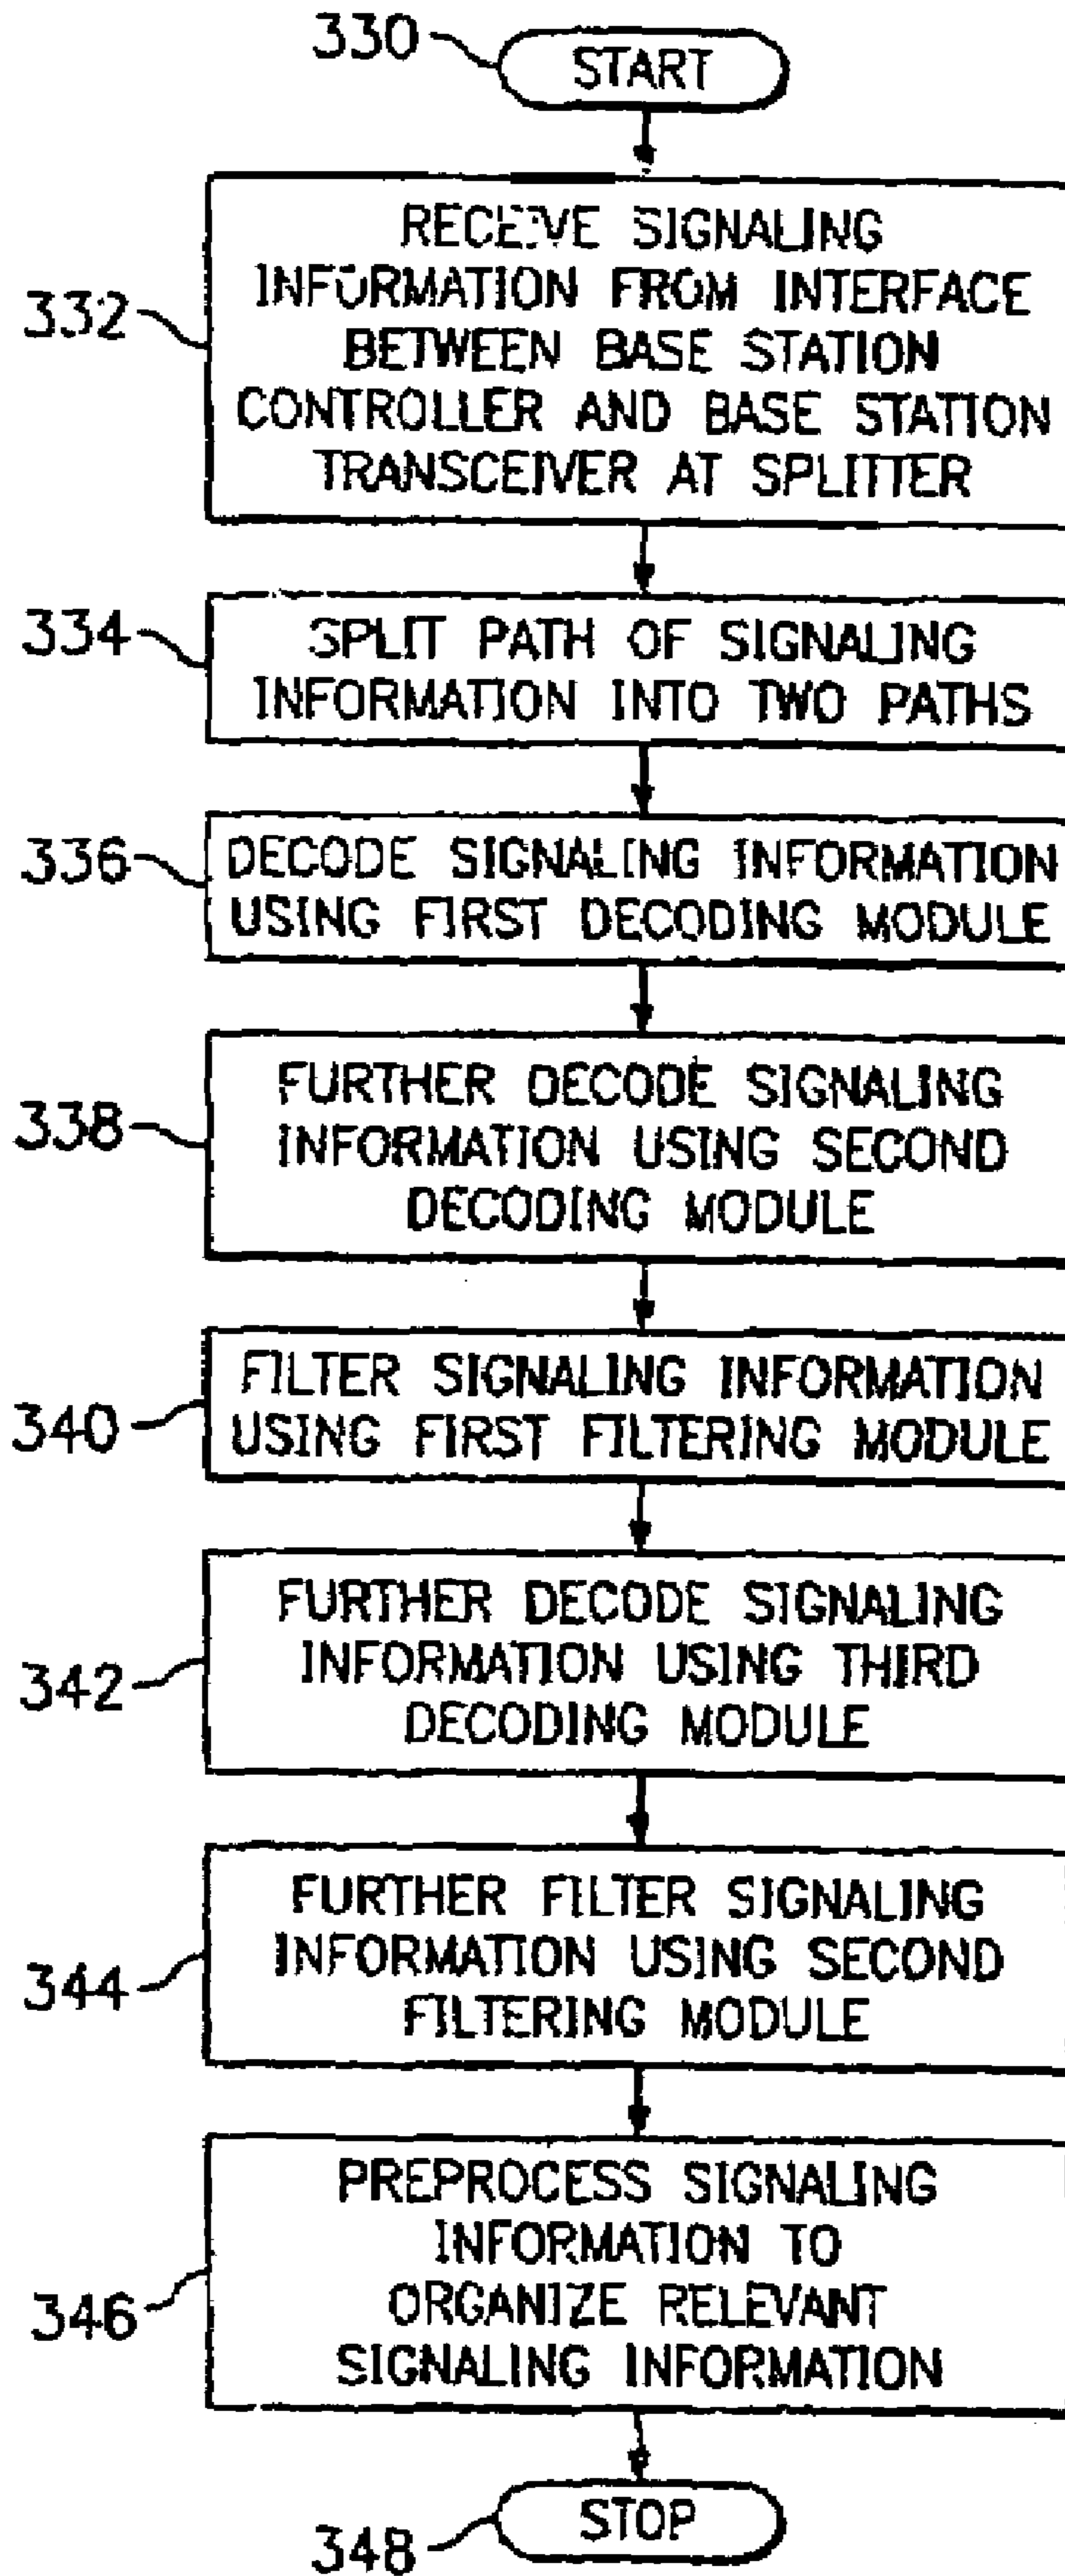 330
START
332
RECEIVE SIGNALING
INFORMATION FROM INTERFACE
BETWEEN BASE STATION
CONTROLLER AND BASE STATION
TRANSCEIVER AT SPLITTER
334
SPLIT PATH OF SIGNALING
INFORMATION INTO TWO PATHS
336
DECODE SIGNALING INFORMATION
USING FIRST DECODING MODULE
338
FURTHER DECODE SIGNALING
INFORMATION USING SECOND
DECODING MODULE
340
FILTER SIGNALING INFORMATION
USING FIRST FILTERING MODULE
342
FURTHER DECODE SIGNALING
INFORMATION USING THIRD
DECODING MODULE
344
FURTHER FILTER SIGNALING
INFORMATION USING SECOND
FILTERING MODULE
346
PREPROCESS SIGNALING
INFORMATION TO
ORGANIZE RELEVANT
SIGNALING INFORMATION
348
STOP